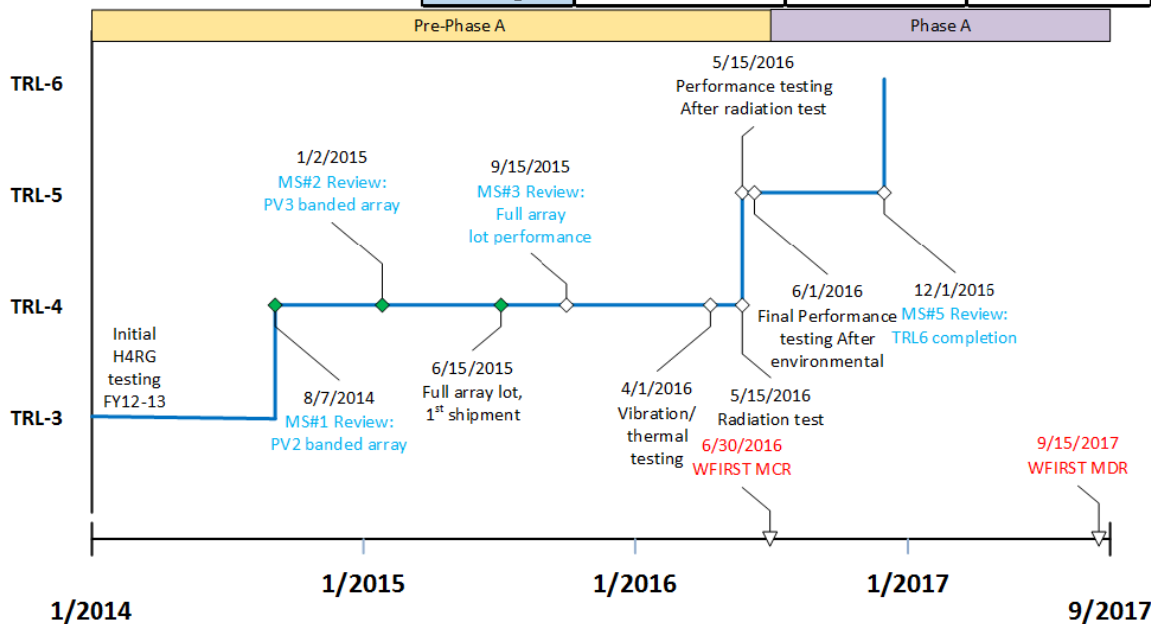 Pre-Phase A
Phase A
TRL-6
TRL-5
TRL-4
TRL-3
Initial
H4RG
testing
FY12-13
8/7/2014
MS#1 Review:
PV2 banded array
1/2/2015
MS#2 Review:
PV3 banded array
6/15/2015
Full array lot,
1st shipment
9/15/2015
MS#3 Review:
Full array
lot performance
4/1/2016
Vibration/
thermal
testing
5/15/2016
Performance testing
After radiation test
5/15/2016
Radiation test
6/1/2016
Final Performance
testing After
environmental
12/1/2016
MS#5 Review:
TRL6 completion
6/30/2016
WFIRST MCR
9/15/2017
WFIRST MDR
1/2014
1/2015
1/2016
1/2017
9/2017